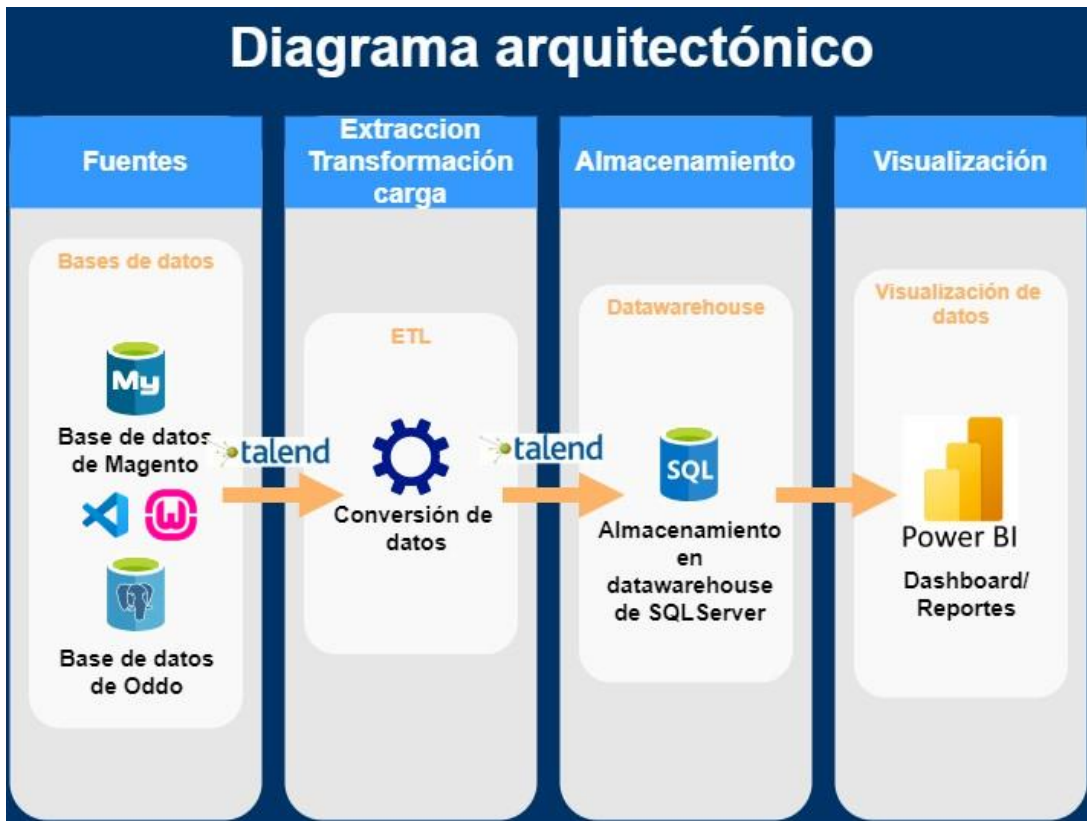 Diagrama arquitectónico
Fuentes
Extraccion
Transformación
carga
Almacenamiento
Visualización
Bases de datos
My
Base de datos
de Magento
Base de datos
de Oddo
talend
ETL
Conversión de
datos
talend
Datawarehouse
SQL
Almacenamiento
en
datawarehouse
de SQLServer
Visualización de
datos
Power BI
Dashboard/
Reportes